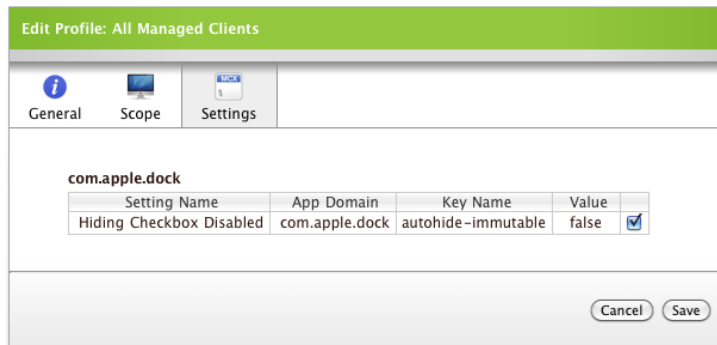 Edit Profile: All Managed Clients
MCX
General Scope Settings
com.apple.dock
Setting Name App Domain Key Name Value
Hiding Checkbox Disabled com.apple.dock autohide-immutable false
Cancel Save